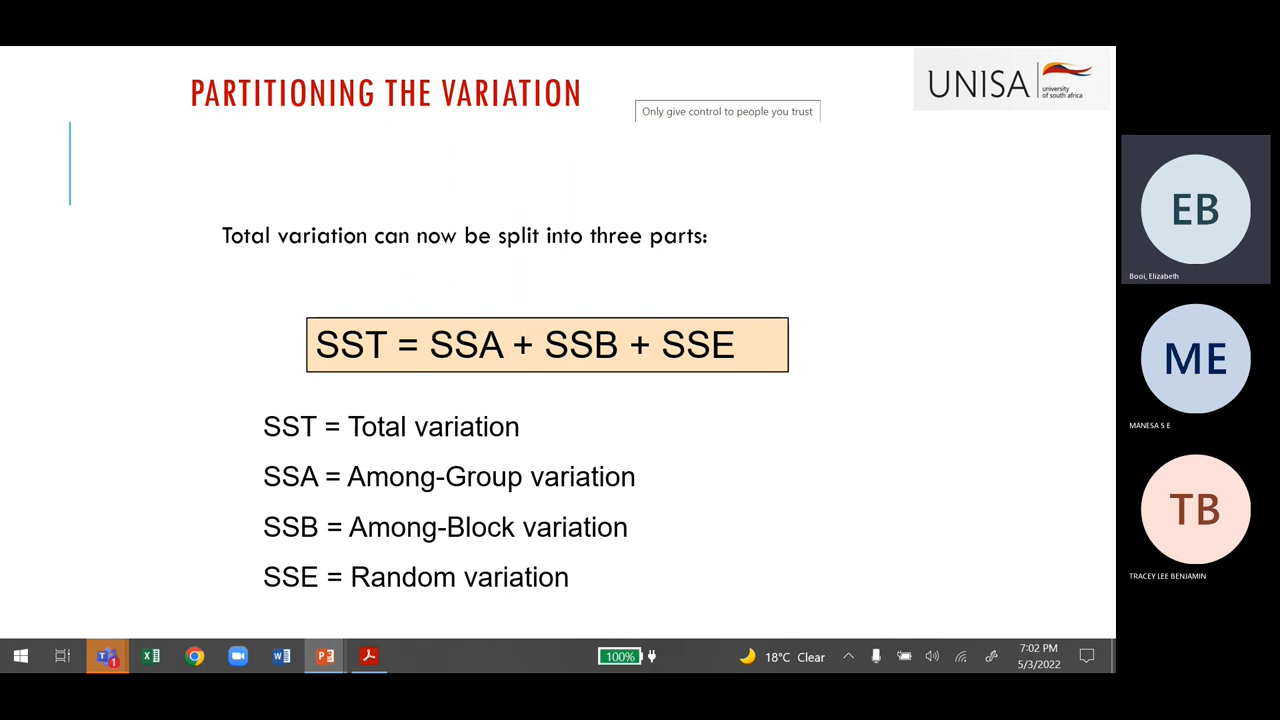 PARTITIONING THE VARIATION
UNISA
university
of south africa
Only give control to people you trust
Total variation can now be split into three parts:
SST = SSA + SSB + SSE
SST = Total variation
SSA = Among-Group variation
SSB = Among-Block variation
SSE = Random variation
EB
Booi, Elizabeth
ME
MANESA S E
TB
TRACEY LEE BENJAMIN
T
1
X
W
P
100%
18°C Clear
7:02 PM
5/3/2022